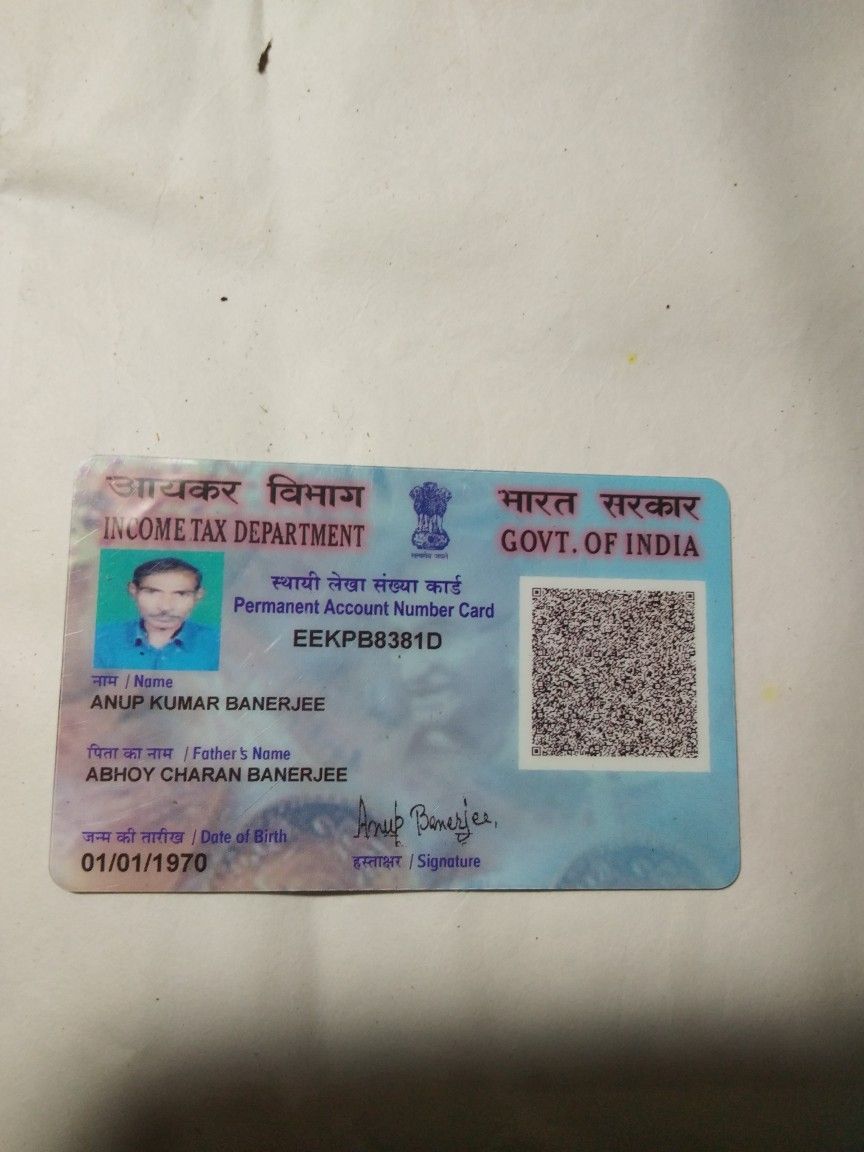 आयकर विभाग
INCOME TAX DEPARTMENT
भारत सरकार
GOVT. OF INDIA
सत्यमेव जयते
स्थायी लेखा संख्या कार्ड
Permanent Account Number Card
EEKPB8381D
नाम / Name
ANUP KUMAR BANERJEE
पिता का नाम / Father's Name
ABHOY CHARAN BANERJEE
जन्म की तारीख / Date of Birth
01/01/1970
Anup Banerjee.
हस्ताक्षर / Signature